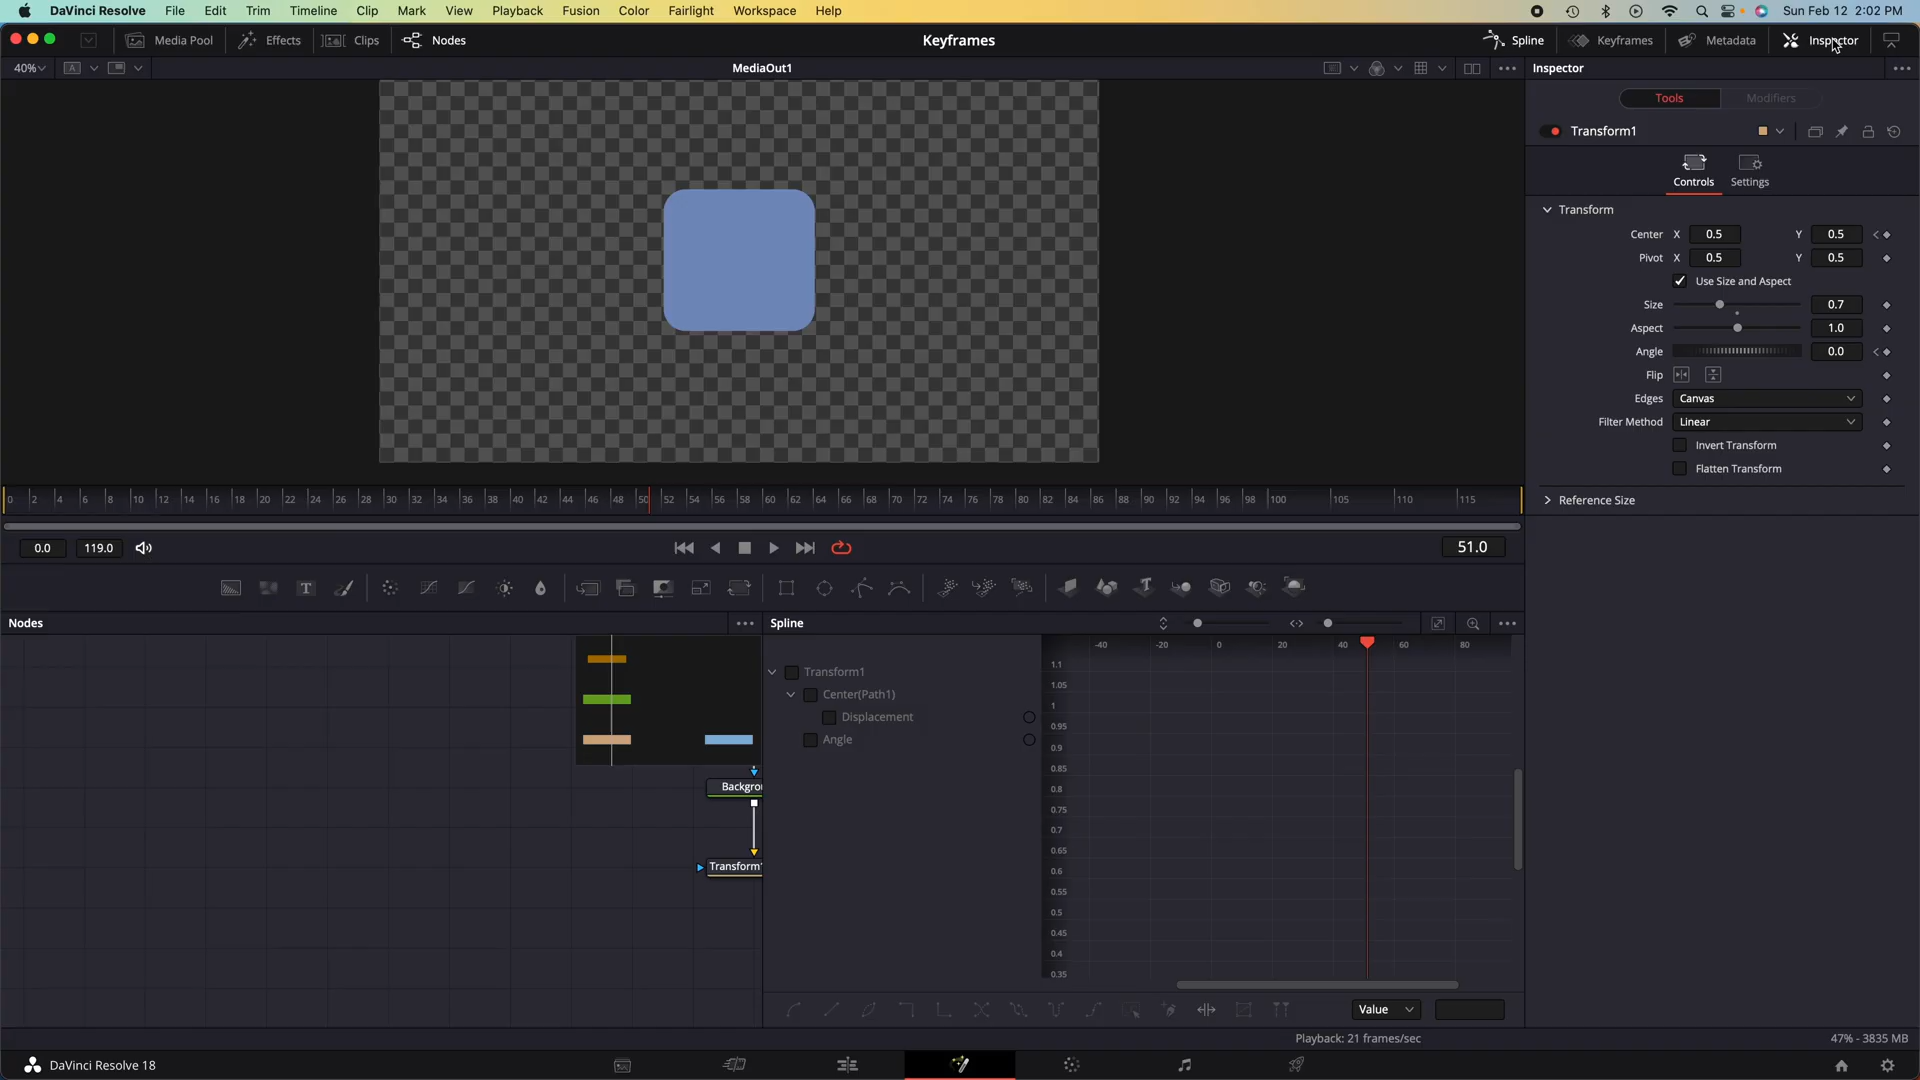 DaVinci Resolve File Edit Trim Timeline Clip Mark View Playback Fusion Color Fairlight Workspace Help Sun Feb 12 2:02 PM
Media Pool Effects Clips Nodes Keyframes Spline Keyframes Metadata Inspector
40% A MediaOut1 Inspector
Tools Modifiers
Transform1
Controls Settings
Transform
Center X 0.5 Y 0.5
Pivot X 0.5 Y 0.5
Use Size and Aspect
Size 0.7
Aspect 1.0
Angle 0.0
Flip
Edges Canvas
Filter Method Linear
Invert Transform
Flatten Transform
Reference Size
0 2 4 6 8 10 12 14 16 18 20 22 24 26 28 30 32 34 36 38 40 42 44 46 48 50 52 54 56 58 60 62 64 66 68 70 72 74 76 78 80 82 84 86 88 90 92 94 96 98 100 105 110 115
0.0 119.0 51.0
Nodes Spline
-40 -20 0 20 40 60 80
Transform1
Center(Path1)
Displacement
Angle
1.1
1.05
1
0.95
0.9
0.85
0.8
0.75
0.7
0.65
0.6
0.55
0.5
0.45
0.4
0.35
Backgrou
Transform1
Value
Playback: 21 frames/sec 47% - 3835 MB
DaVinci Resolve 18